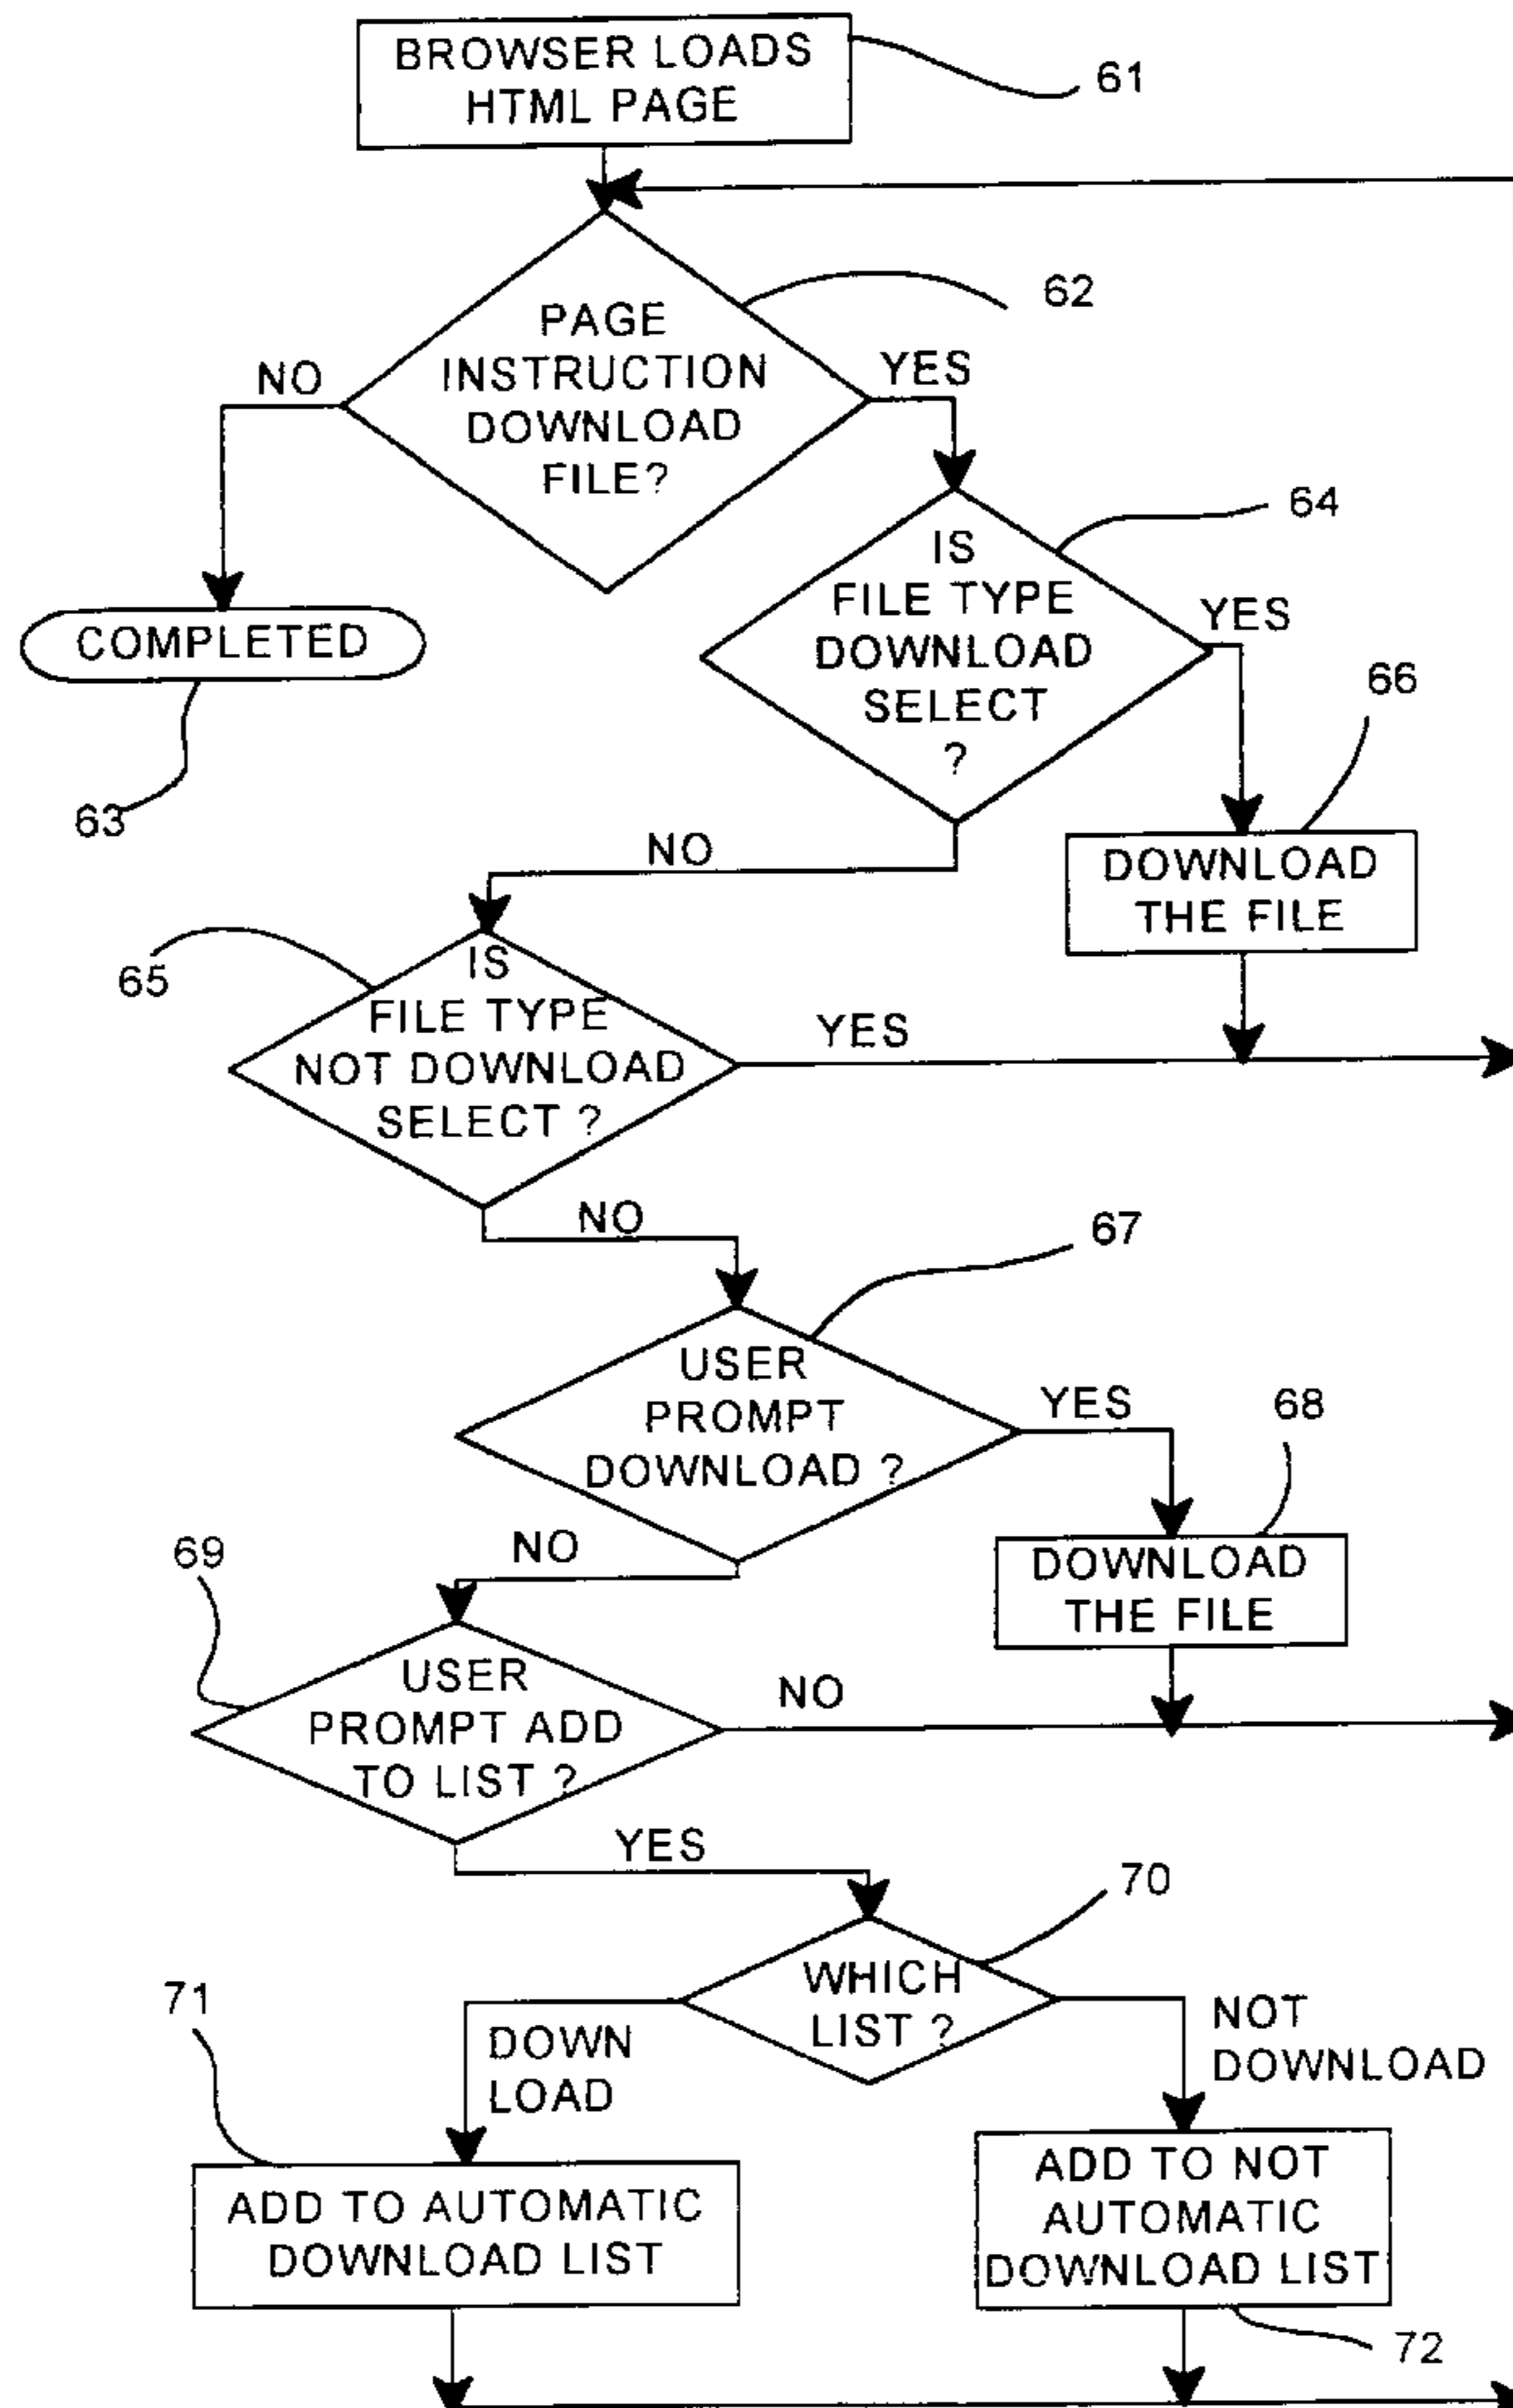 BROWSER LOADS
HTML PAGE
61
62
PAGE
INSTRUCTION
DOWNLOAD
FILE?
NO
YES
64
IS
FILE TYPE
DOWNLOAD
SELECT
?
YES
COMPLETED
63
66
NO
DOWNLOAD
THE FILE
65
IS
FILE TYPE
NOT DOWNLOAD
SELECT ?
YES
NO
67
USER
PROMPT
DOWNLOAD ?
YES
68
NO
DOWNLOAD
THE FILE
69
USER
PROMPT ADD
TO LIST ?
NO
YES
70
WHICH
LIST ?
71
DOWN
LOAD
NOT
DOWNLOAD
ADD TO AUTOMATIC
DOWNLOAD LIST
ADD TO NOT
AUTOMATIC
DOWNLOAD LIST
72